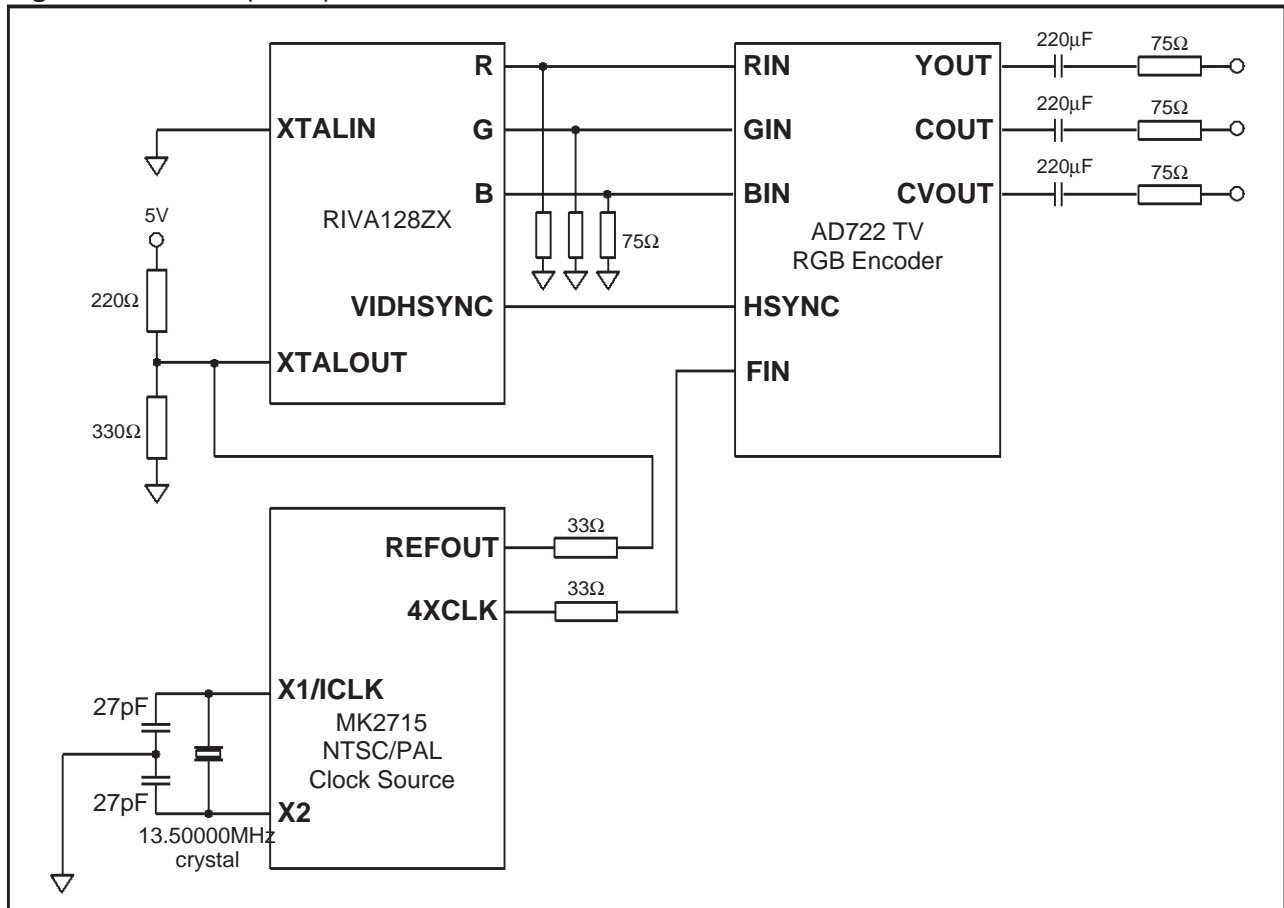 R
XTALIN
G
B
RIVA128ZX
VIDHSYNC
XTALOUT
5V
220Ω
330Ω
75Ω
RIN
GIN
BIN
AD722 TV
RGB Encoder
HSYNC
FIN
YOUT
COUT
CVOUT
220μF
75Ω
220μF
75Ω
220μF
75Ω
REFOUT
33Ω
4XCLK
33Ω
X1/ICLK
MK2715
NTSC/PAL
Clock Source
X2
27pF
27pF
13.50000MHz
crystal